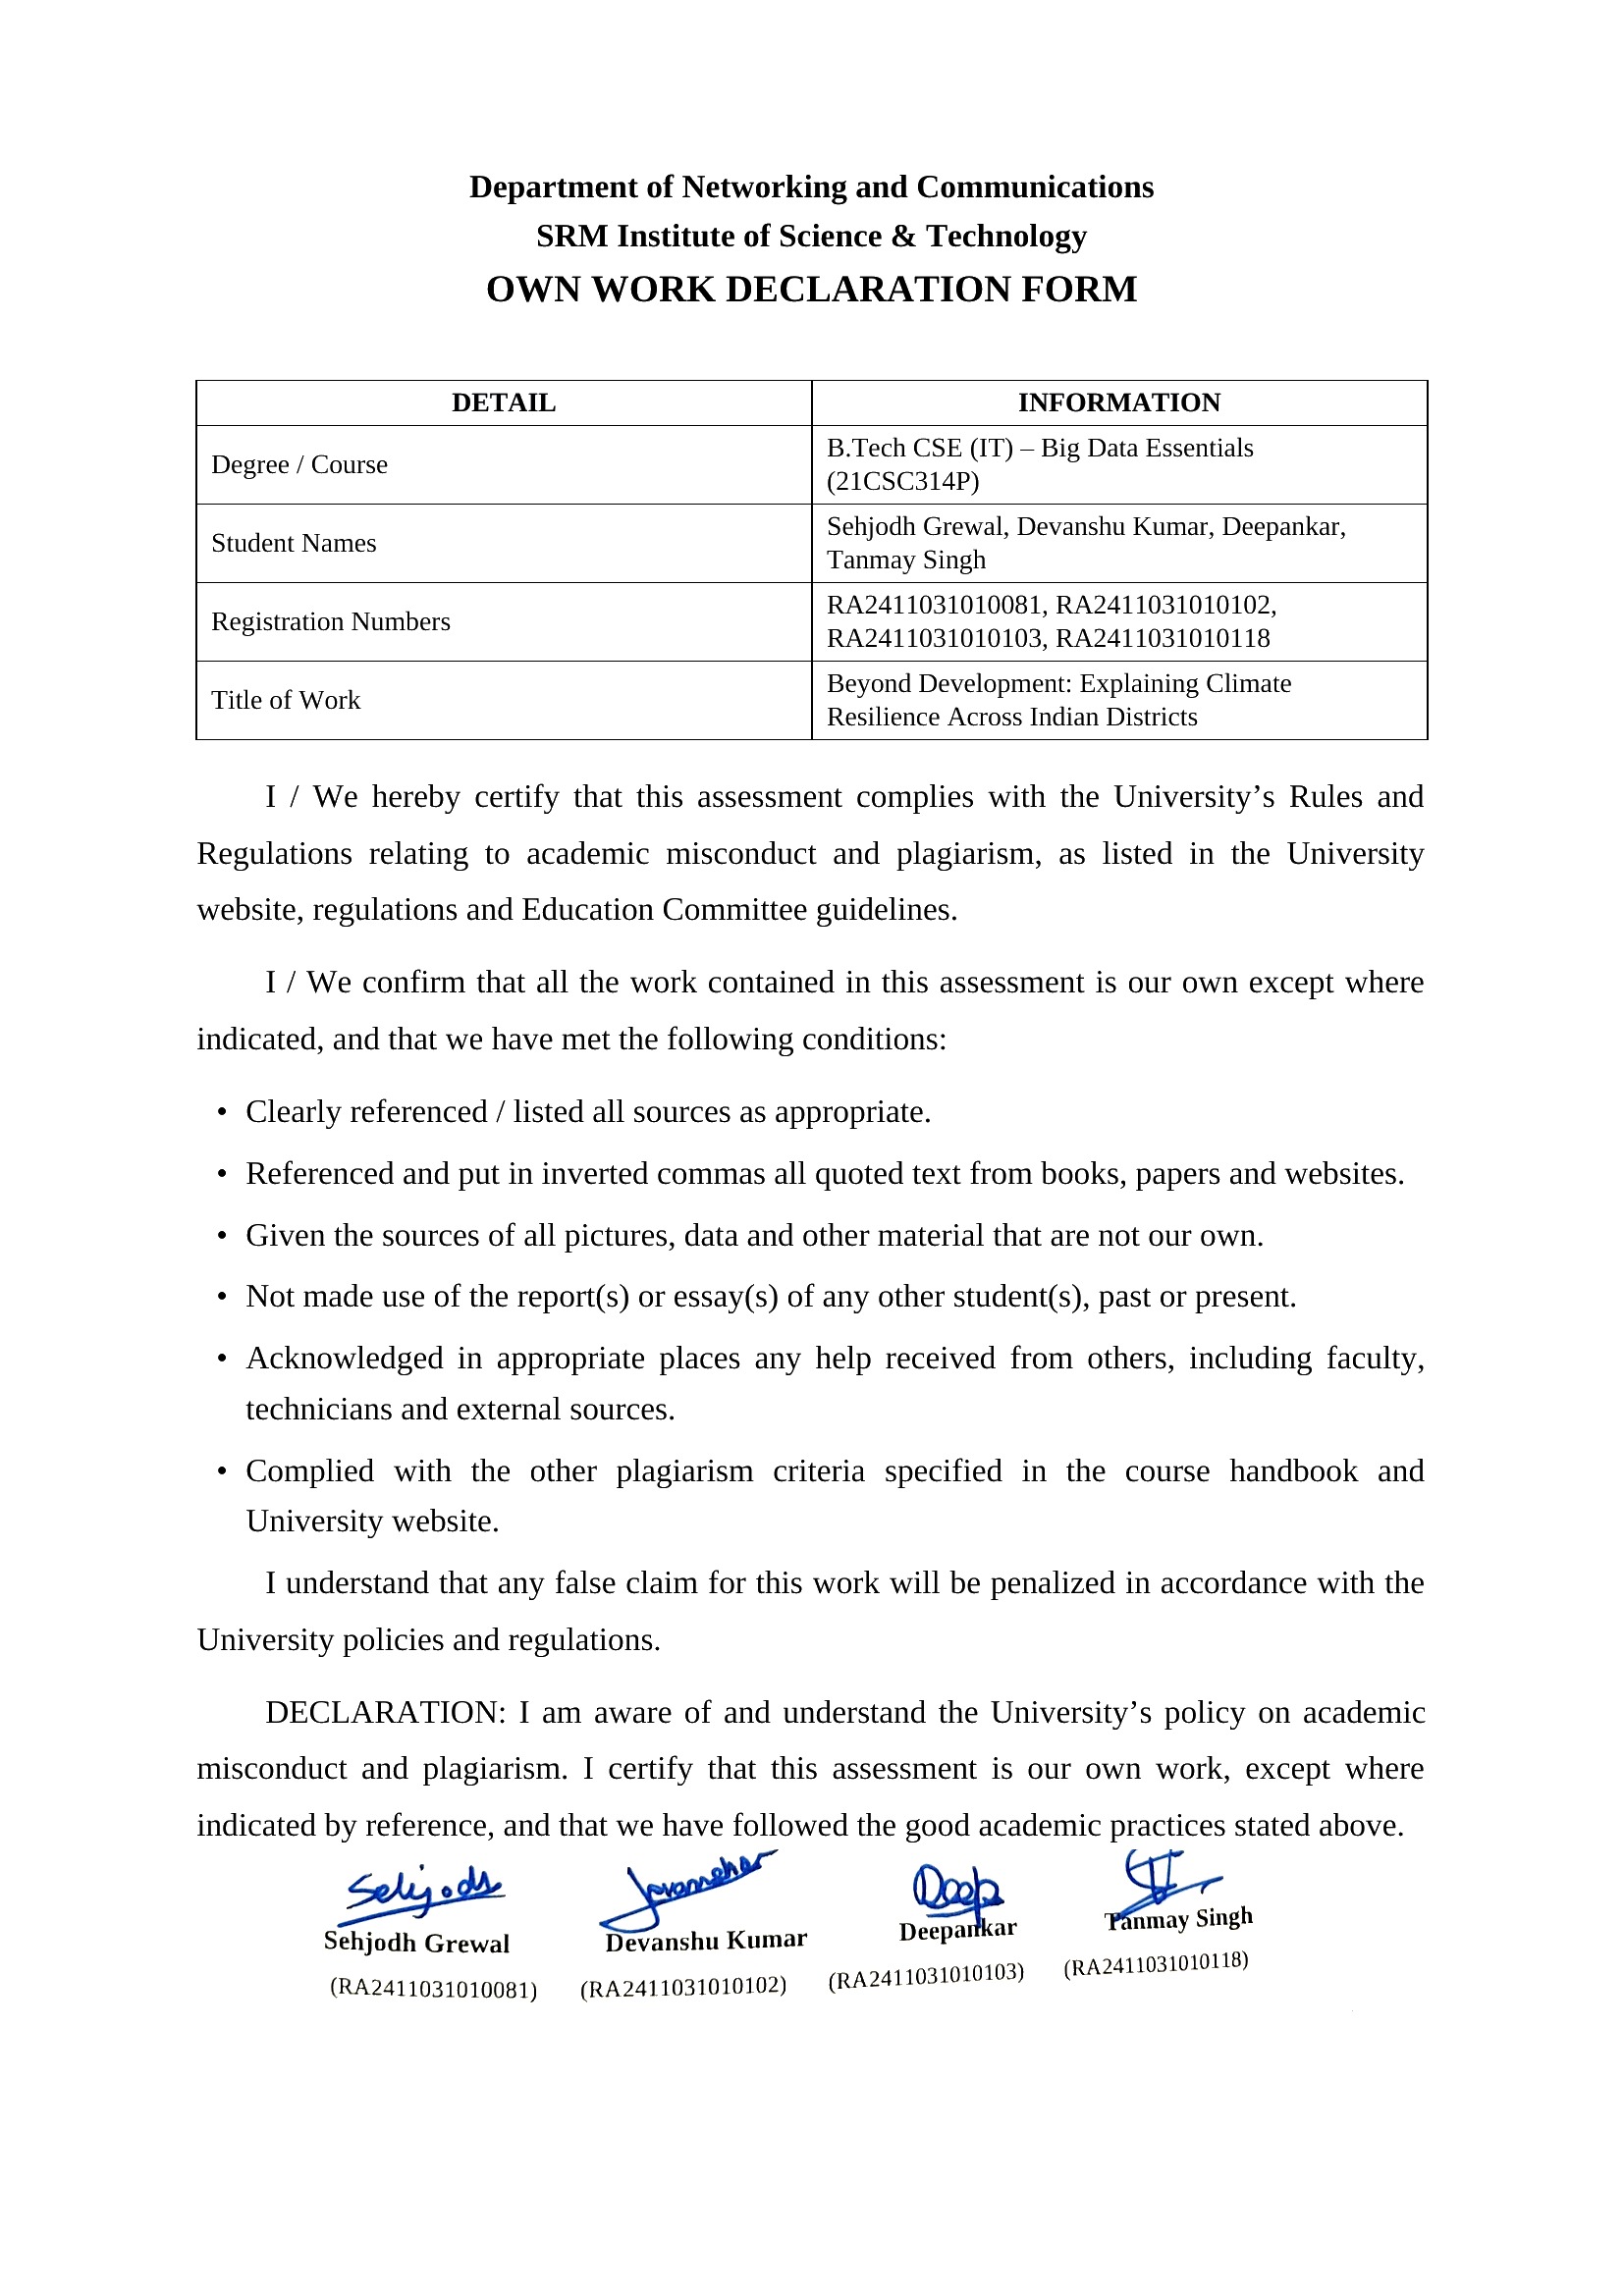 Department of Networking and Communications
SRM Institute of Science & Technology
OWN WORK DECLARATION FORM
DETAIL INFORMATION
Degree / Course B.Tech CSE (IT) – Big Data Essentials
(21CSC314P)
Student Names Sehjodh Grewal, Devanshu Kumar, Deepankar,
Tanmay Singh
Registration Numbers RA2411031010081, RA2411031010102,
RA2411031010103, RA2411031010118
Title of Work Beyond Development: Explaining Climate
Resilience Across Indian Districts
I / We hereby certify that this assessment complies with the University’s Rules and
Regulations relating to academic misconduct and plagiarism, as listed in the University
website, regulations and Education Committee guidelines.
I / We confirm that all the work contained in this assessment is our own except where
indicated, and that we have met the following conditions:
• Clearly referenced / listed all sources as appropriate.
• Referenced and put in inverted commas all quoted text from books, papers and websites.
• Given the sources of all pictures, data and other material that are not our own.
• Not made use of the report(s) or essay(s) of any other student(s), past or present.
• Acknowledged in appropriate places any help received from others, including faculty,
technicians and external sources.
• Complied with the other plagiarism criteria specified in the course handbook and
University website.
I understand that any false claim for this work will be penalized in accordance with the
University policies and regulations.
DECLARATION: I am aware of and understand the University’s policy on academic
misconduct and plagiarism. I certify that this assessment is our own work, except where
indicated by reference, and that we have followed the good academic practices stated above.
Deep
Sehjodh Grewal Devanshu Kumar Deepankar Tanmay Singh
(RA2411031010081) (RA2411031010102) (RA2411031010103) (RA2411031010118)